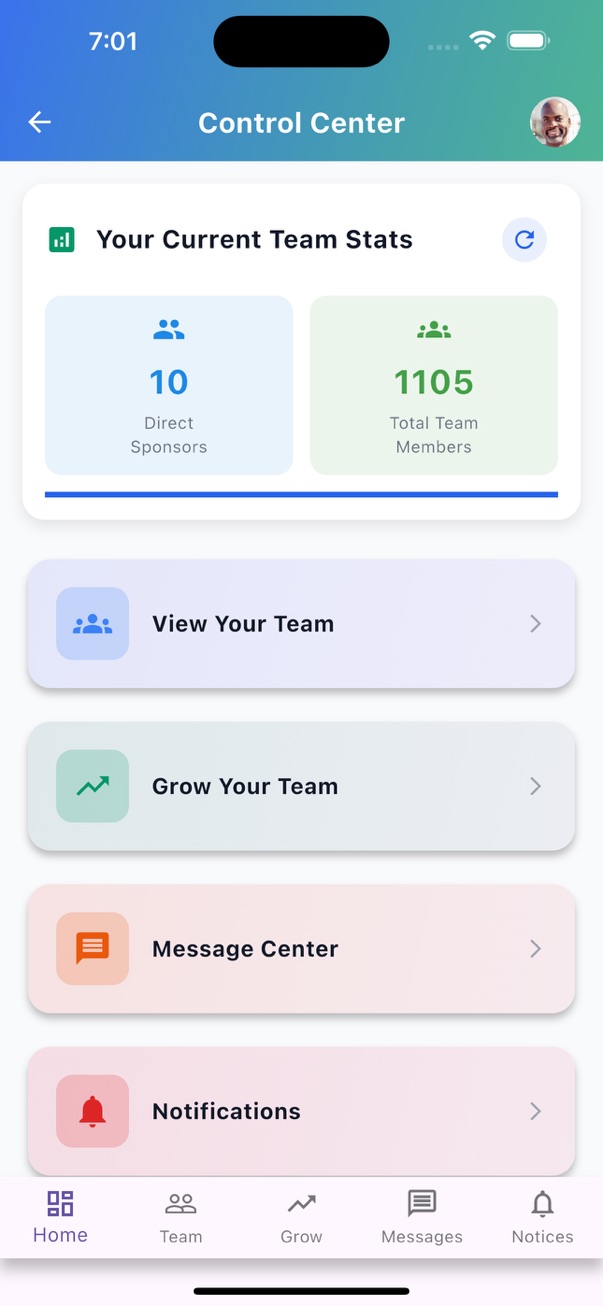 7:01
Control Center
Your Current Team Stats
10
Direct
Sponsors
1105
Total Team
Members
View Your Team
Grow Your Team
Message Center
Notifications
Home
Team
Grow
Messages
Notices